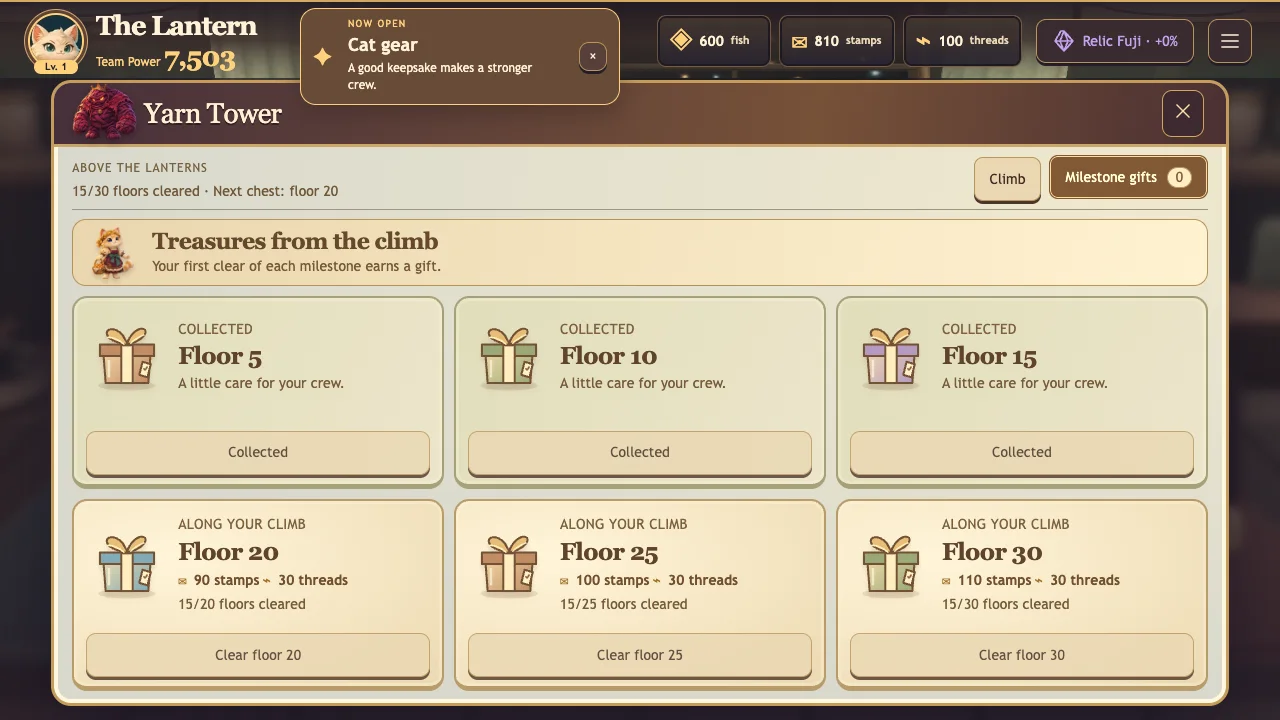 The Lantern
Team Power 7,503
Lv. 1
NOW OPEN
Cat gear
A good keepsake makes a stronger
crew.
×
600 fish
810 stamps
100 threads
Relic Fuji · +0%
Yarn Tower
ABOVE THE LANTERNS
15/30 floors cleared · Next chest: floor 20
Climb
Milestone gifts 0
Treasures from the climb
Your first clear of each milestone earns a gift.
COLLECTED
Floor 5
A little care for your crew.
Collected
COLLECTED
Floor 10
A little care for your crew.
Collected
COLLECTED
Floor 15
A little care for your crew.
Collected
ALONG YOUR CLIMB
Floor 20
90 stamps 30 threads
15/20 floors cleared
Clear floor 20
ALONG YOUR CLIMB
Floor 25
100 stamps 30 threads
15/25 floors cleared
Clear floor 25
ALONG YOUR CLIMB
Floor 30
110 stamps 30 threads
15/30 floors cleared
Clear floor 30